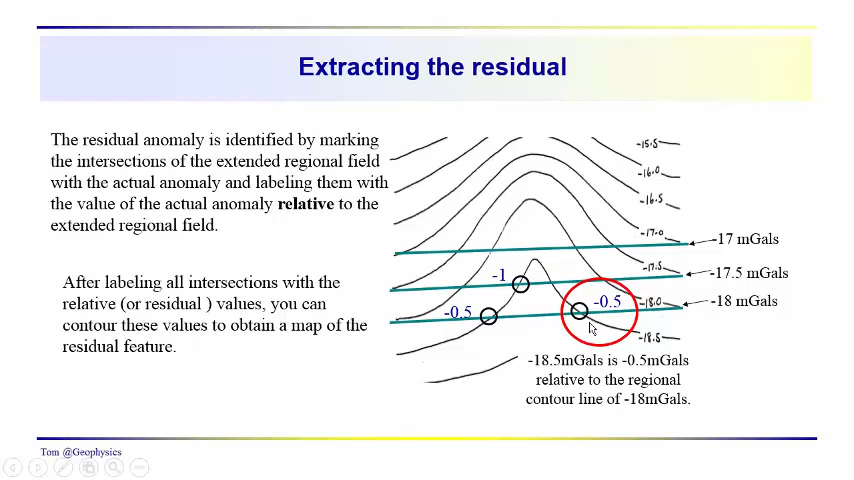 Extracting the residual
The residual anomaly is identified by marking
the intersections of the extended regional field
with the actual anomaly and labeling them with
the value of the actual anomaly relative to the
extended regional field.
After labeling all intersections with the
relative (or residual ) values, you can
contour these values to obtain a map of the
residual feature.
-15.5
-16.0
-16.5
-17.0
-17 mGals
-17.5
-17.5 mGals
-1
-18.0
-18 mGals
-0.5
-0.5
-18.5
-18.5mGals is -0.5mGals
relative to the regional
contour line of -18mGals.
Tom @Geophysics